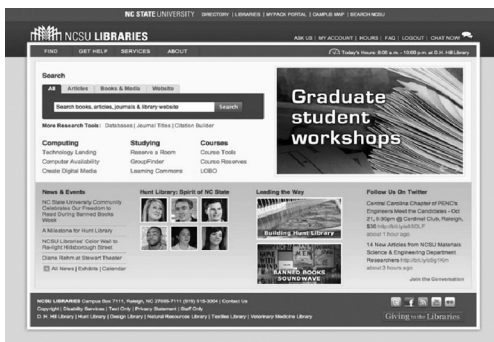 NC STATE UNIVERSITY DIRECTORY | LIBRARIES | MYPACK PORTAL | CAMPUS MAP | SEARCH NCSU
NCSU LIBRARIES
ASK US | MY ACCOUNT | HOURS | FAQ | LOGOUT | CHAT NOW!
FIND GET HELP SERVICES ABOUT
Today's Hours: 9:00 a.m. - 10:00 p.m. at D. H. Hill Library
Search
All Articles Books & Media Website
Search books, articles, journals & library website Search
More Research Tools: Databases | Journal Titles | Citation Builder
Computing
Technology Lending
Computer Availability
Create Digital Media
Studying
Reserve a Room
GroupFinder
Learning Commons
Courses
Course Tools
Course Reserves
LOBO
Graduate
student
workshops
News & Events
NC State University Community
Celebrates Our Freedom to
Read During Banned Books
Week
A Milestone for Hunt Library
NCSU Libraries' Color Wall to
Re-light Hillsborough Street
Diane Rehm at Stewart Theater
All News | Exhibits | Calendar
Hunt Library: Spirit of NC State
Leading the Way
Building Hunt Library
BANNED BOOKS
SOUNDWAVE
Follow Us On Twitter
Central Carolina Chapter of PENC's
Engineers Meet the Candidates - Oct
21, 5:30pm @ Cardinal Club, Raleigh,
$36
about 1 hour ago
14 New Articles from NCSU Materials
Science & Engineering Department
Researchers
about 3 hours ago
Join the Conversation
NCSU LIBRARIES Campus Box 7111, Raleigh, NC 27695-7111 (919) 515-3364 | Contact Us
Copyright | Disability Services | Text Only | Privacy Statement | Staff Only
D. H. Hill Library | Hunt Library | Design Library | Natural Resources Library | Textiles Library | Veterinary Medicine Library
Giving to the Libraries